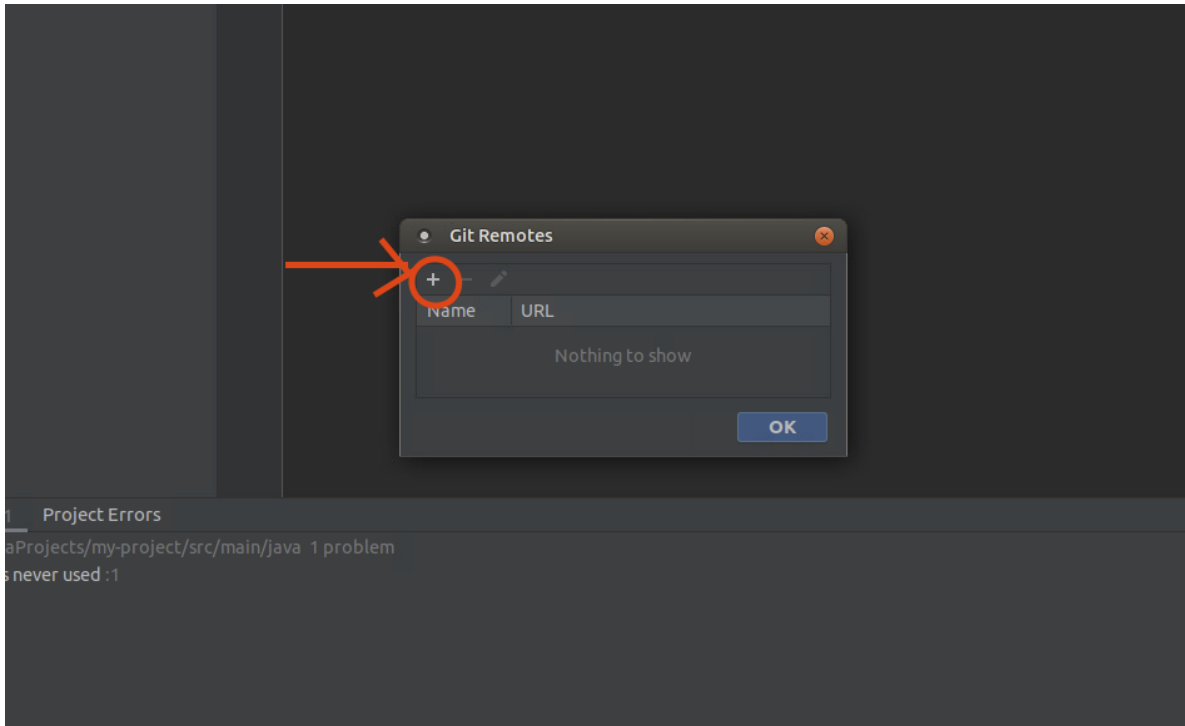 Git Remotes
+ −
Name URL
Nothing to show
OK
1 Project Errors
aProjects/my-project/src/main/java 1 problem
s never used :1